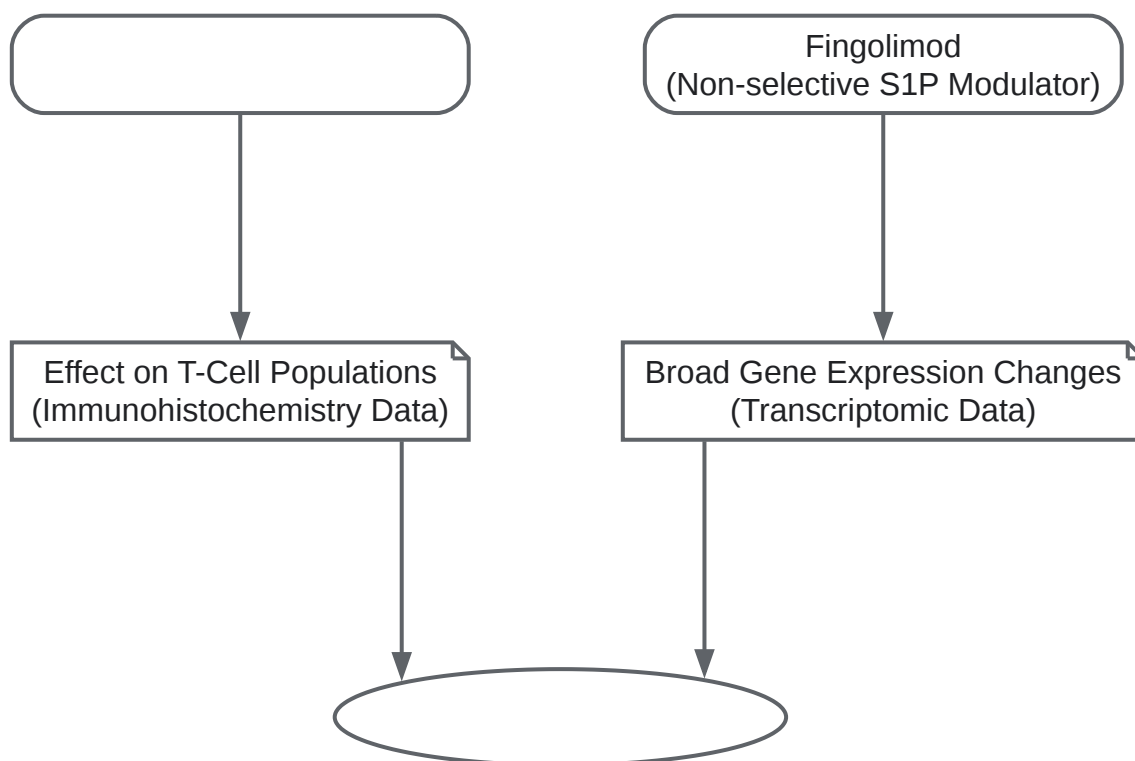 Fingolimod
(Non-selective S1P Modulator)
Effect on T-Cell Populations
(Immunohistochemistry Data)
Broad Gene Expression Changes
(Transcriptomic Data)